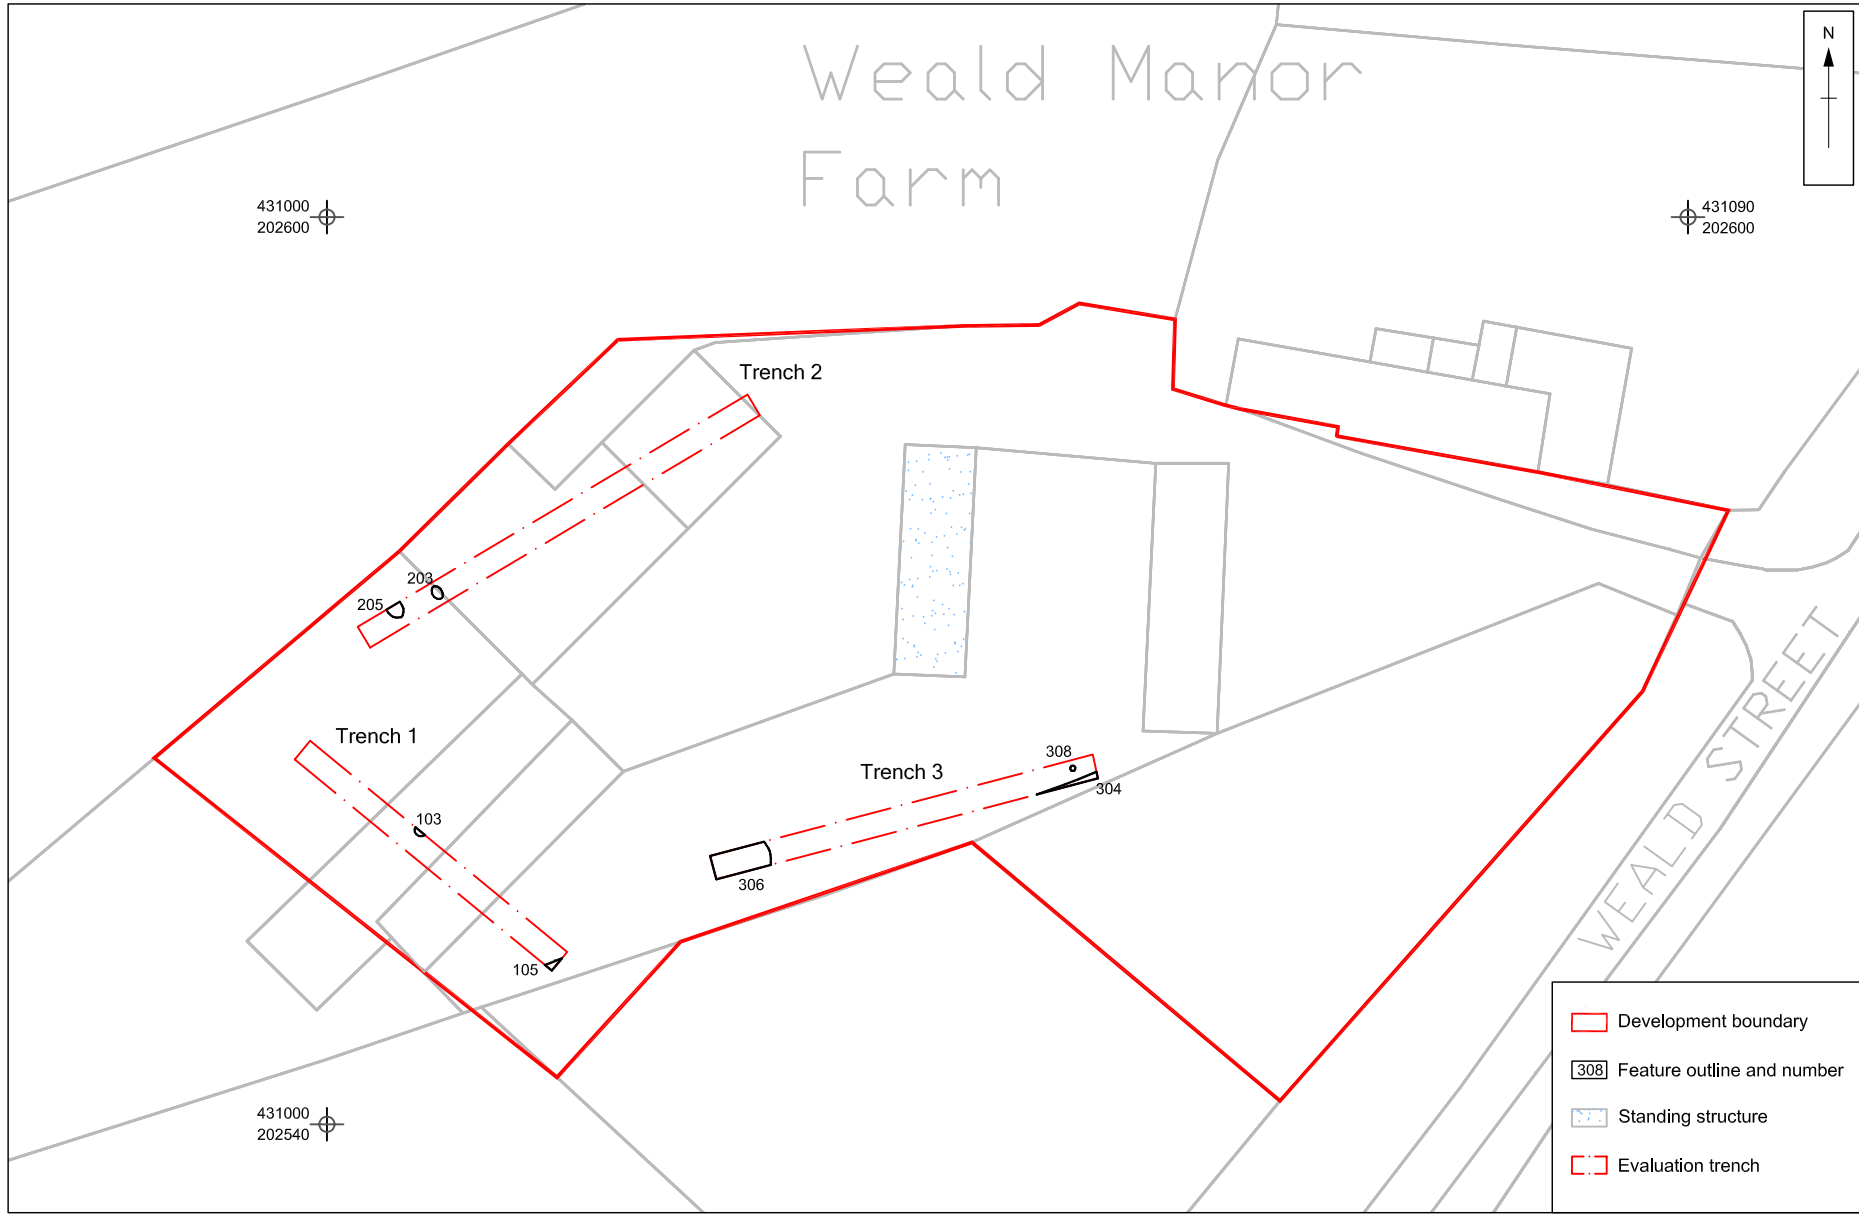 Weald Manor
Farm
N
431000
202600
431090
202600
Trench 2
203
205
Trench 1
103
105
Trench 3
308
304
306
WEALD STREET
431000
202540
Development boundary
308 Feature outline and number
Standing structure
Evaluation trench